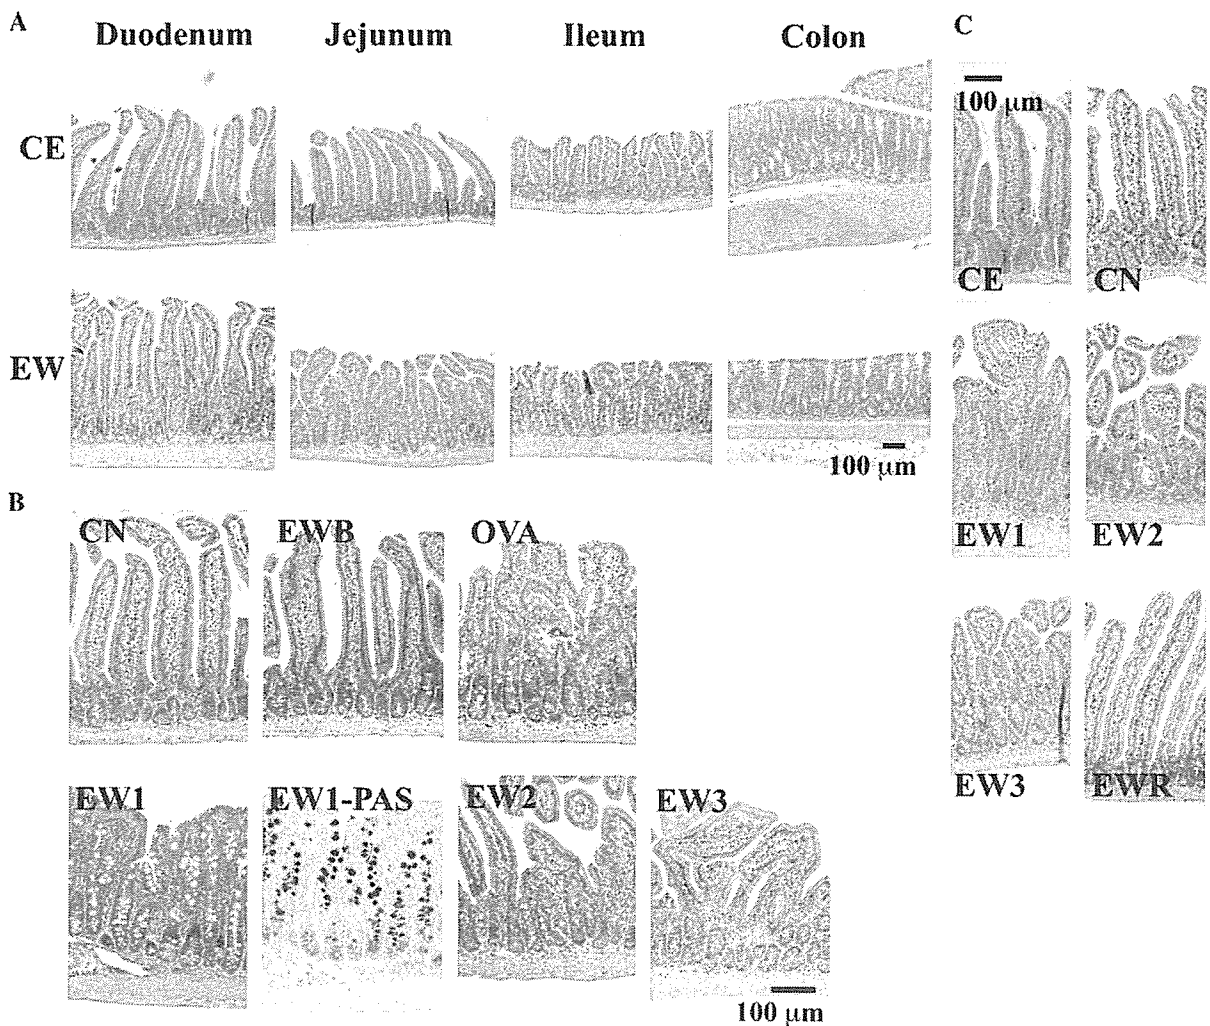 A
Duodenum Jejunum Ileum Colon
CE
EW
100 μm
B
CN EWB OVA
EW1 EW1-PAS EW2 EW3
100 μm
C
100 μm
CE CN
EW1 EW2
EW3 EWR